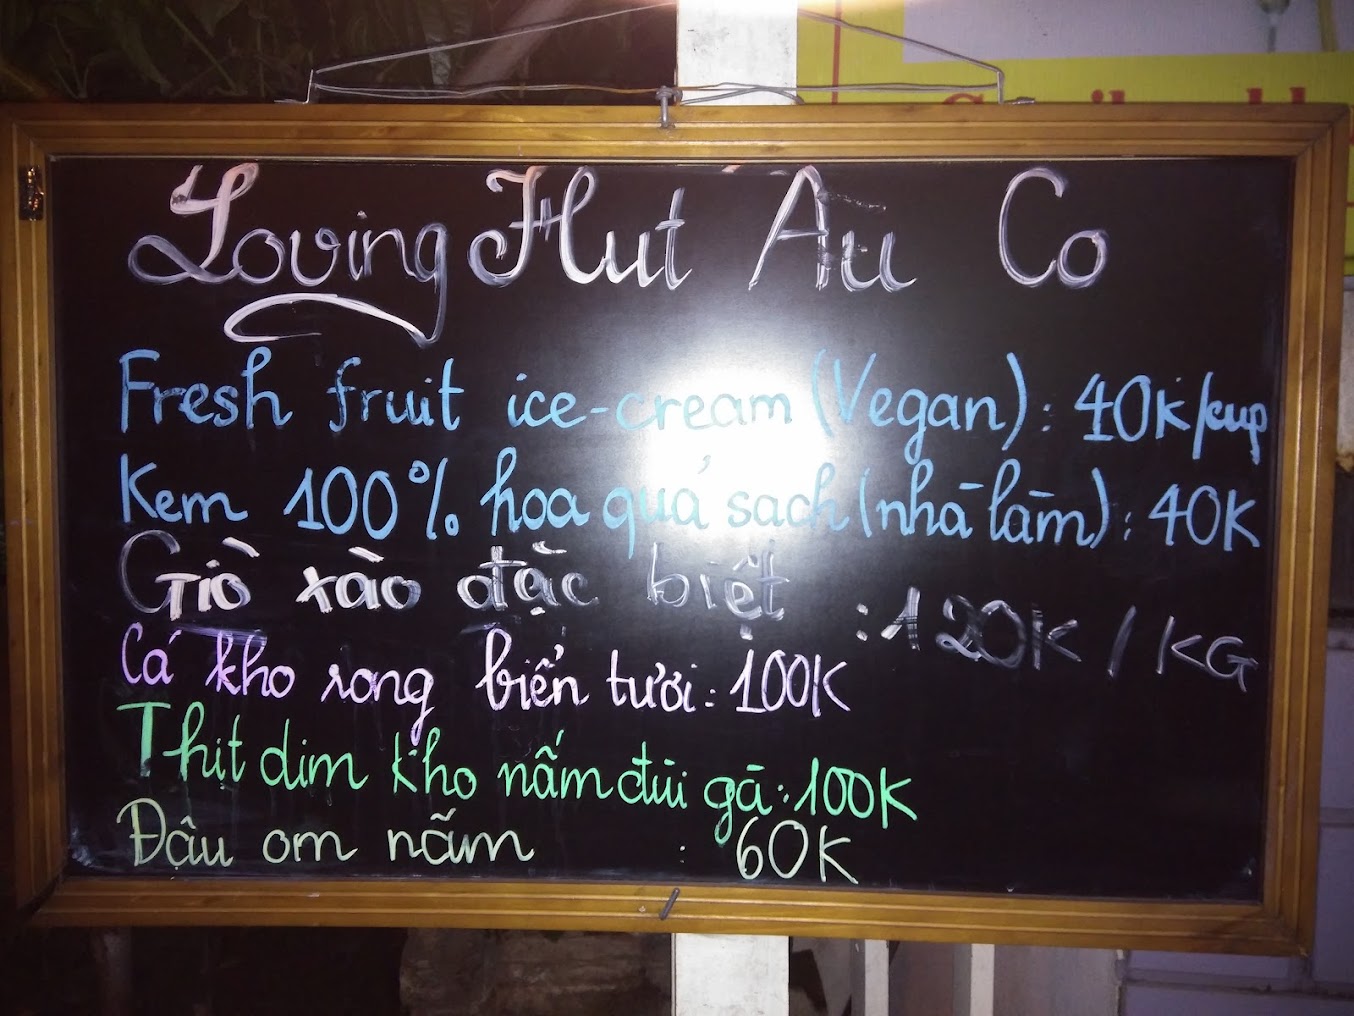 Loving Hut Âu Cơ
Fresh fruit ice-cream (Vegan): 40K/cup
Kem 100% hoa quả sạch (nhà làm): 40K
Giò xào đặc biệt : 120K / KG
Cá kho rong biển tươi: 100K
Thịt dim kho nấm đùi gà: 100K
Đậu om nấm : 60K